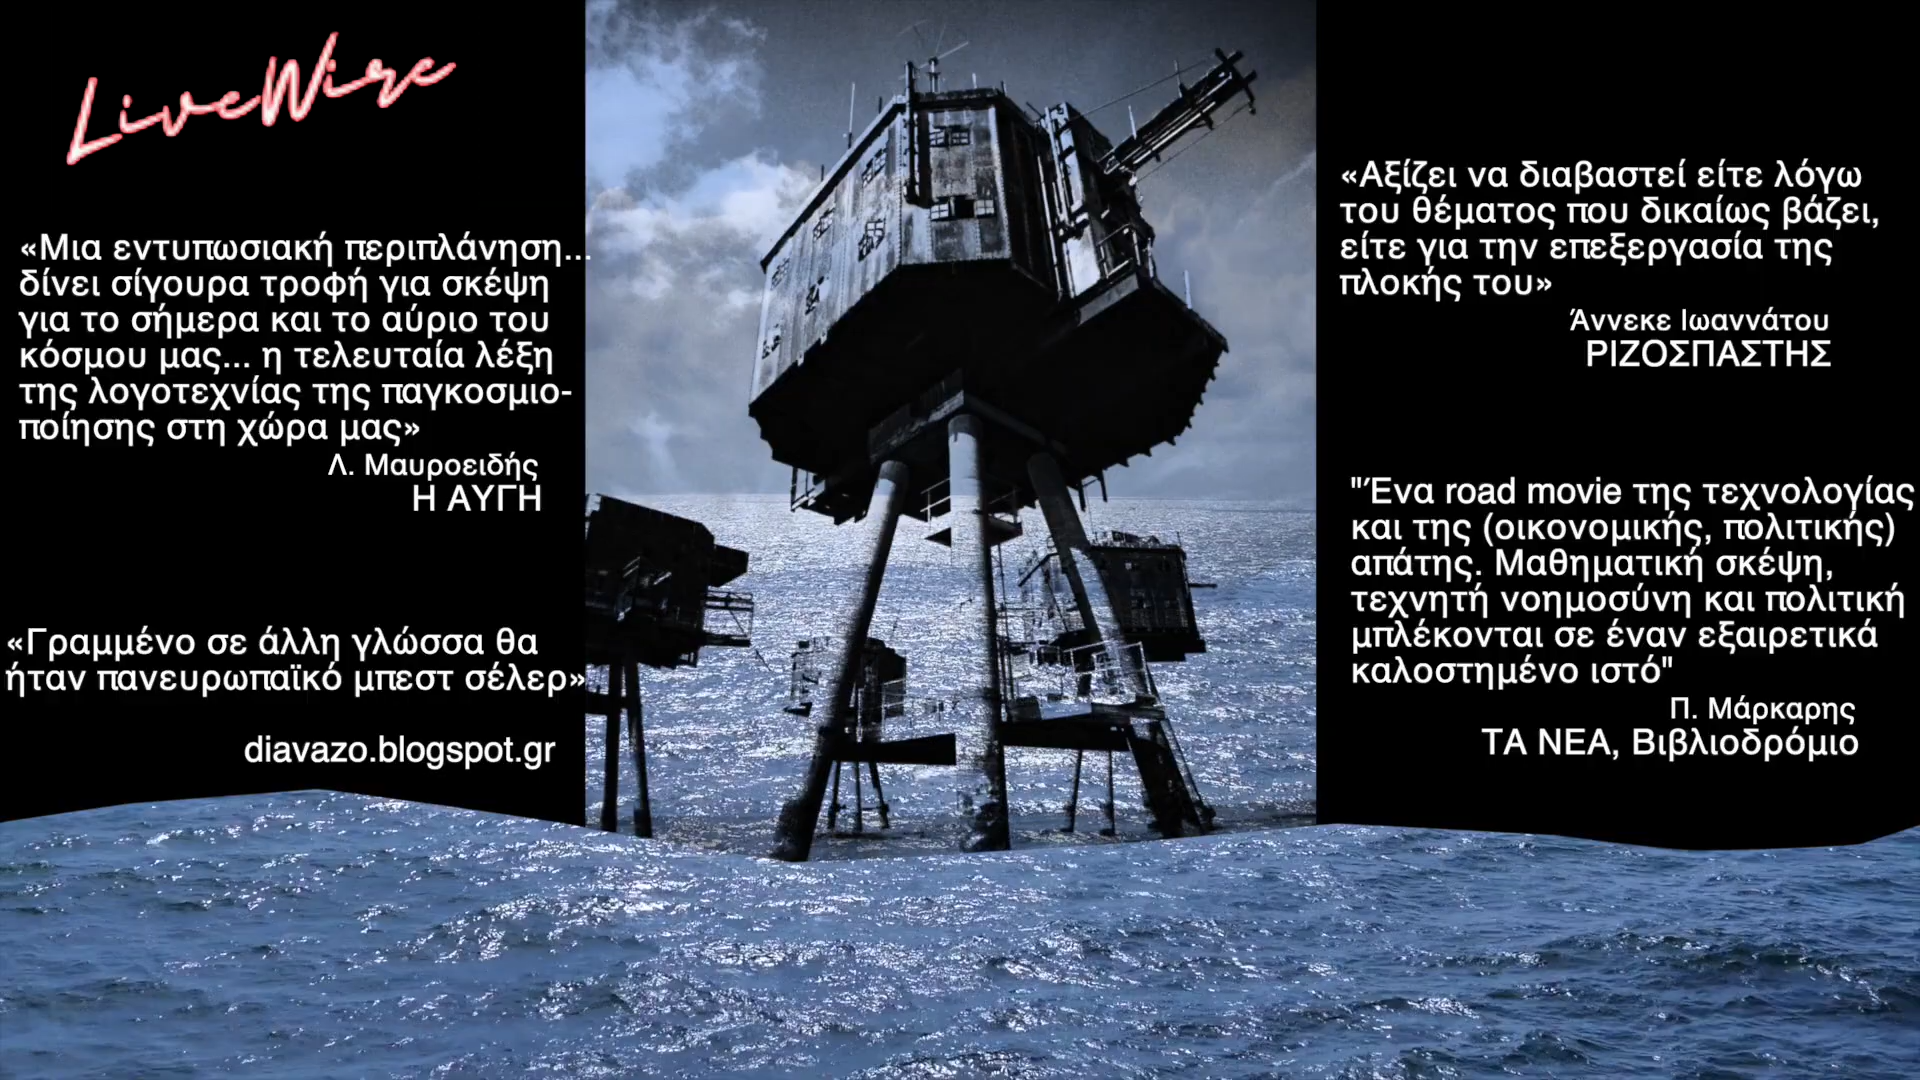 LiveWire
«Μια εντυπωσιακή περιπλάνηση...
δίνει σίγουρα τροφή για σκέψη
για το σήμερα και το αύριο του
κόσμου μας... η τελευταία λέξη
της λογοτεχνίας της παγκοσμιο-
ποίησης στη χώρα μας»
Λ. Μαυροειδής
Η ΑΥΓΗ
«Γραμμένο σε άλλη γλώσσα θα
ήταν πανευρωπαϊκό μπεστ σέλερ»
diavazo.blogspot.gr
«Αξίζει να διαβαστεί είτε λόγω
του θέματος που δικαίως βάζει,
είτε για την επεξεργασία της
πλοκής του»
Άννεκε Ιωαννάτου
ΡΙΖΟΣΠΑΣΤΗΣ
"Ένα road movie της τεχνολογίας
και της (οικονομικής, πολιτικής)
απάτης. Μαθηματική σκέψη,
τεχνητή νοημοσύνη και πολιτική
μπλέκονται σε έναν εξαιρετικά
καλοστημένο ιστό"
Π. Μάρκαρης
ΤΑ ΝΕΑ, Βιβλιοδρόμιο